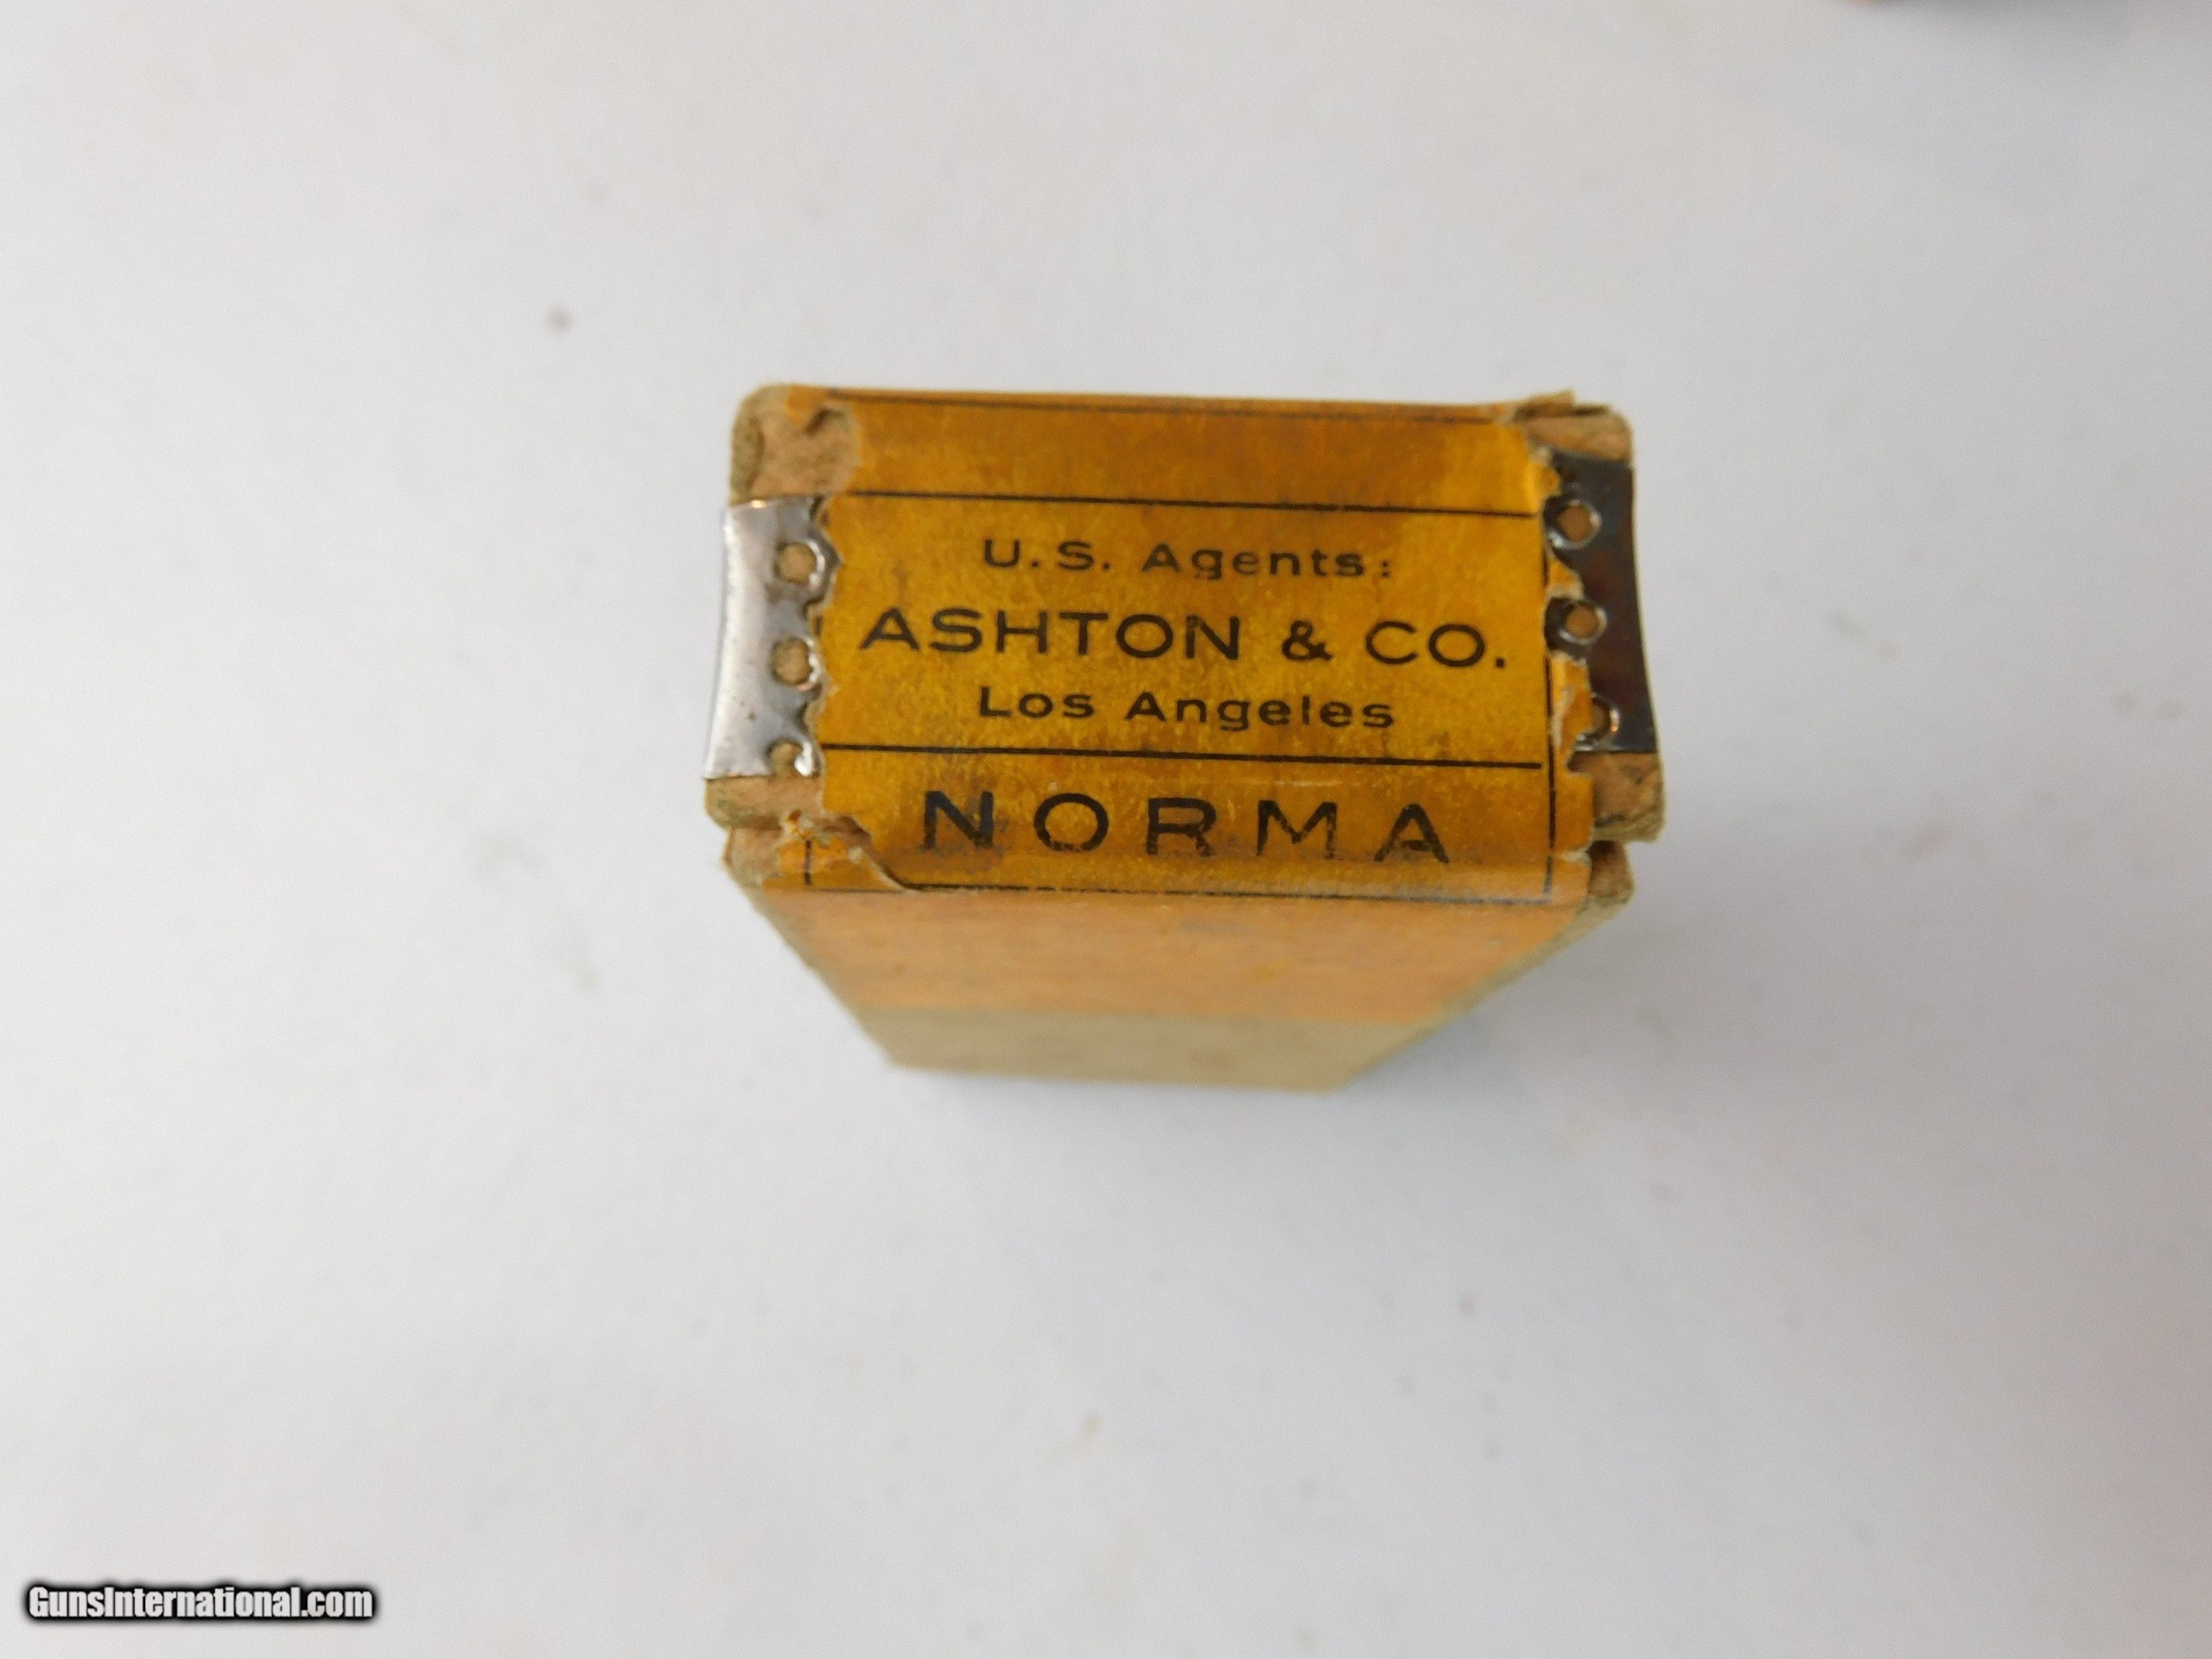 U.S. Agents:
ASHTON & CO.
Los Angeles
NORMA
GunsInternational.com